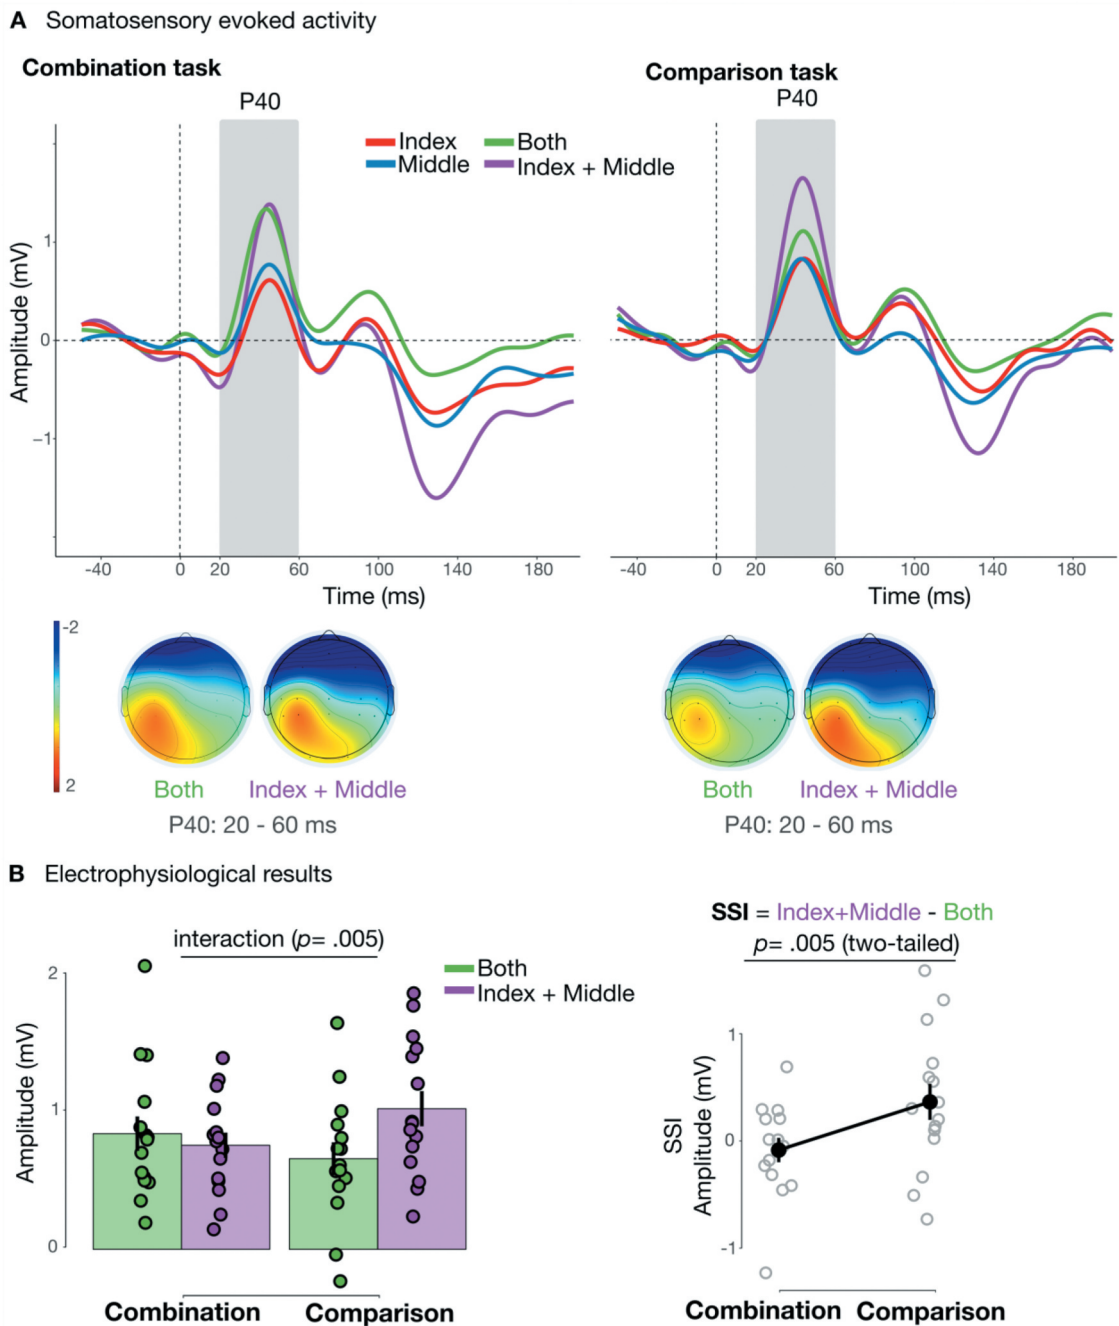 A Somatosensory evoked activity
Combination task
Comparison task
P40
P40
Index
Both
Middle
Index + Middle
Amplitude (mV)
1
0
−1
-40 0 20 60 100 140 180
Time (ms)
Amplitude (mV)
-40 0 20 60 100 140 180
Time (ms)
-2
2
Both
Index + Middle
P40: 20 - 60 ms
Both
Index + Middle
P40: 20 - 60 ms
B Electrophysiological results
interaction (p= .005)
Both
Index + Middle
Amplitude (mV)
2
1
0
Combination
Comparison
SSI = Index+Middle - Both
p= .005 (two-tailed)
SSI
Amplitude (mV)
1
0
-1
Combination
Comparison